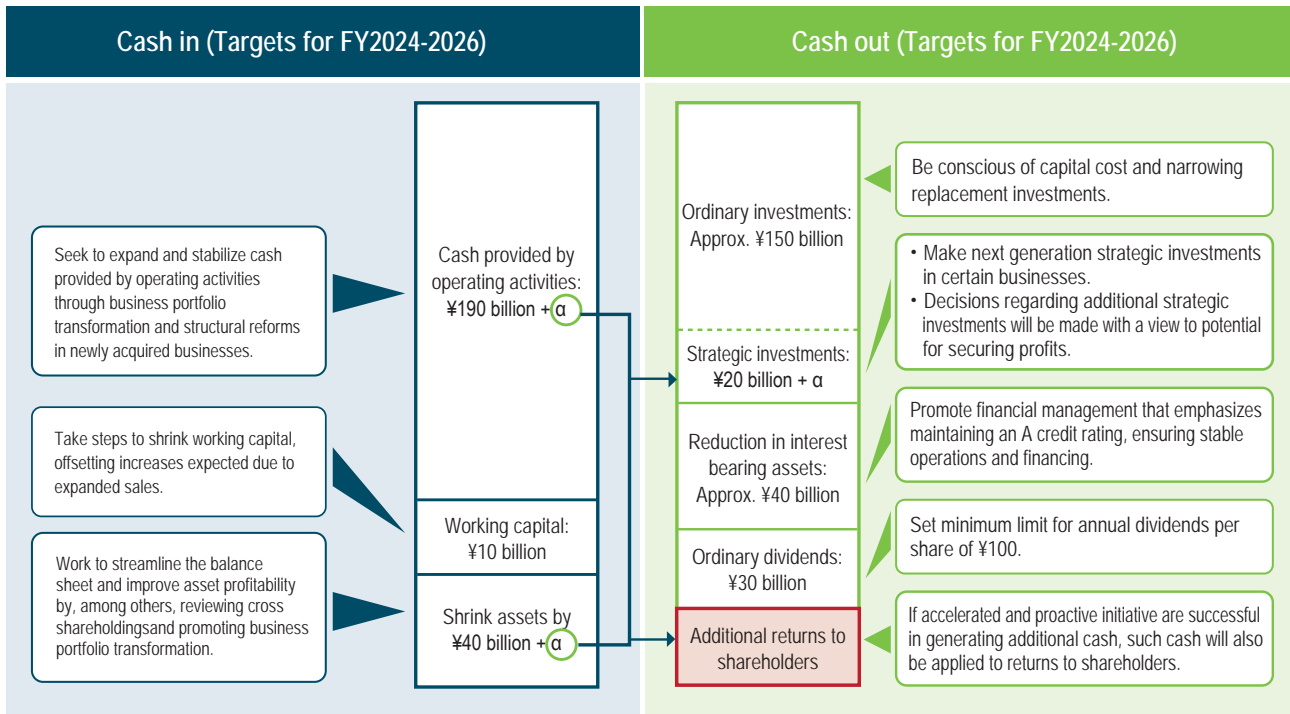 Cash in (Targets for FY2024-2026)
Seek to expand and stabilize cash
provided by operating activities
through business portfolio
transformation and structural reforms
in newly acquired businesses.
Take steps to shrink working capital,
offsetting increases expected due to
expanded sales.
Work to streamline the balance
sheet and improve asset profitability
by, among others, reviewing cross
shareholdingsand promoting business
portfolio transformation.
Cash provided by
operating activities:
¥190 billion + α
Working capital:
¥10 billion
Shrink assets by
¥40 billion + α
Cash out (Targets for FY2024-2026)
Ordinary investments:
Approx. ¥150 billion
Strategic investments:
¥20 billion + α
Reduction in interest
bearing assets:
Approx. ¥40 billion
Ordinary dividends:
¥30 billion
Additional returns to
shareholders
Be conscious of capital cost and narrowing
replacement investments.
• Make next generation strategic investments
in certain businesses.
• Decisions regarding additional strategic
investments will be made with a view to potential
for securing profits.
Promote financial management that emphasizes
maintaining an A credit rating, ensuring stable
operations and financing.
Set minimum limit for annual dividends per
share of ¥100.
If accelerated and proactive initiative are successful
in generating additional cash, such cash will also
be applied to returns to shareholders.